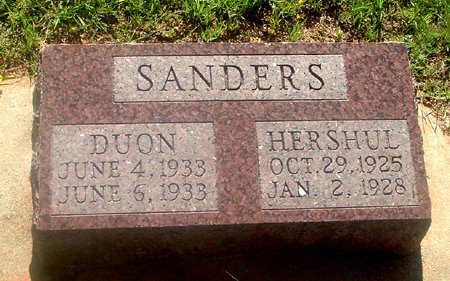 SANDERS
DUON
JUNE 4, 1933
JUNE 6, 1933
HERSHUL
OCT. 29, 1925
JAN. 2, 1928